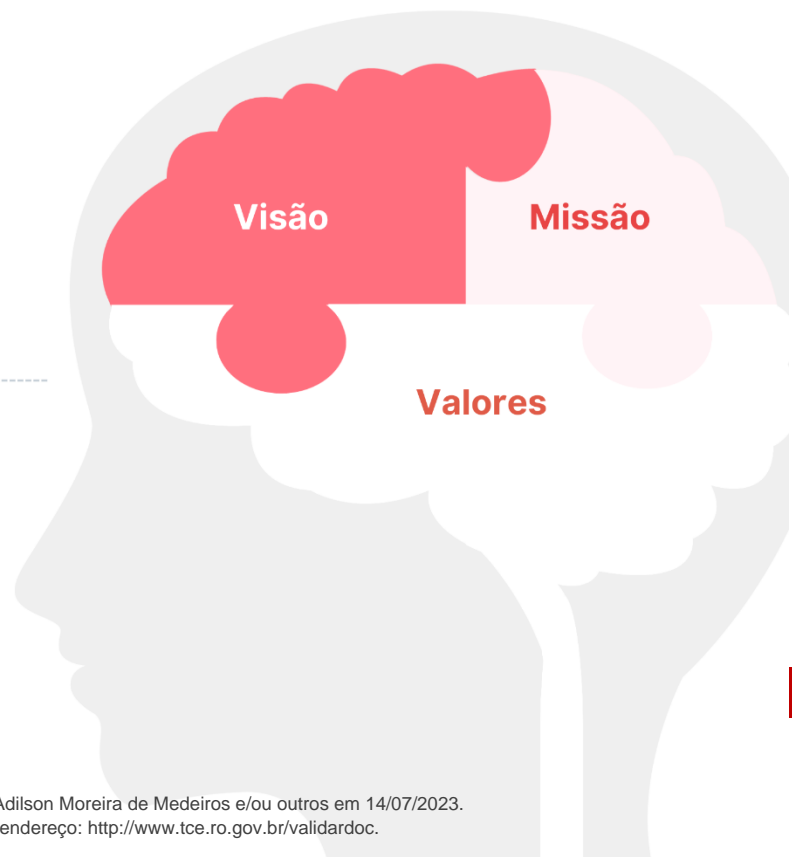 Visão
Missão
Valores
Adilson Moreira de Medeiros e/ou outros em 14/07/2023.
endereço: http://www.tce.ro.gov.br/validardoc.